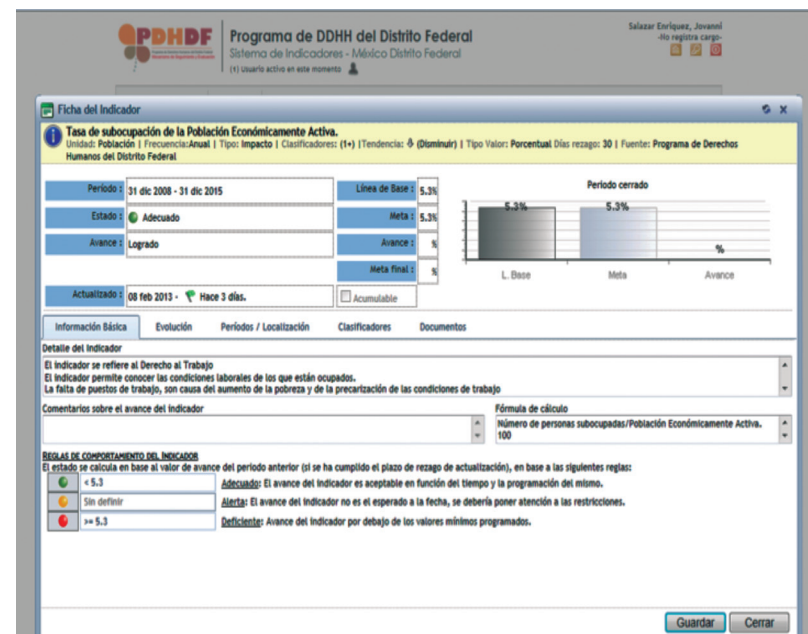 PDHDF
Programa de DDHH del Distrito Federal
Sistema de Indicadores - México Distrito Federal
(1) Usuario activo en este momento
Salazar Enríquez, Jovanni
-No registra cargo-
Ficha del Indicador
Tasa de subocupación de la Población Económicamente Activa.
Unidad: Población | Frecuencia:Anual | Tipo: Impacto | Clasificadores: (1+) |Tendencia: (Disminuir) | Tipo Valor: Porcentual Días rezago: 30 | Fuente: Programa de Derechos
Humanos del Distrito Federal
Período : 31 dic 2008 - 31 dic 2015
Estado : Adecuado
Avance : Logrado
Actualizado : 08 feb 2013 - Hace 3 días.
Línea de Base : 5.3%
Meta : 5.3%
Avance : %
Meta final : %
Acumulable
Periodo cerrado
5.3% 5.3% %
L. Base Meta Avance
Información Básica Evolución Períodos / Localización Clasificadores Documentos
Detalle del Indicador
El indicador se refiere al Derecho al Trabajo
El indicador permite conocer las condiciones laborales de los que están ocupados.
La falta de puestos de trabajo, son causa del aumento de la pobreza y de la precarización de las condiciones de trabajo
Comentarios sobre el avance del indicador
Fórmula de cálculo
Número de personas subocupadas/Población Económicamente Activa.
100
REGLAS DE COMPORTAMIENTO DEL INDICADOR
El estado se calcula en base al valor de avance del periodo anterior (si se ha cumplido el plazo de rezago de actualización), en base a las siguientes reglas:
< 5.3 Adecuado: El avance del indicador es aceptable en función del tiempo y la programación del mismo.
Sin definir Alerta: El avance del indicador no es el esperado a la fecha, se debería poner atención a las restricciones.
>= 5.3 Deficiente: Avance del indicador por debajo de los valores mínimos programados.
Guardar Cerrar